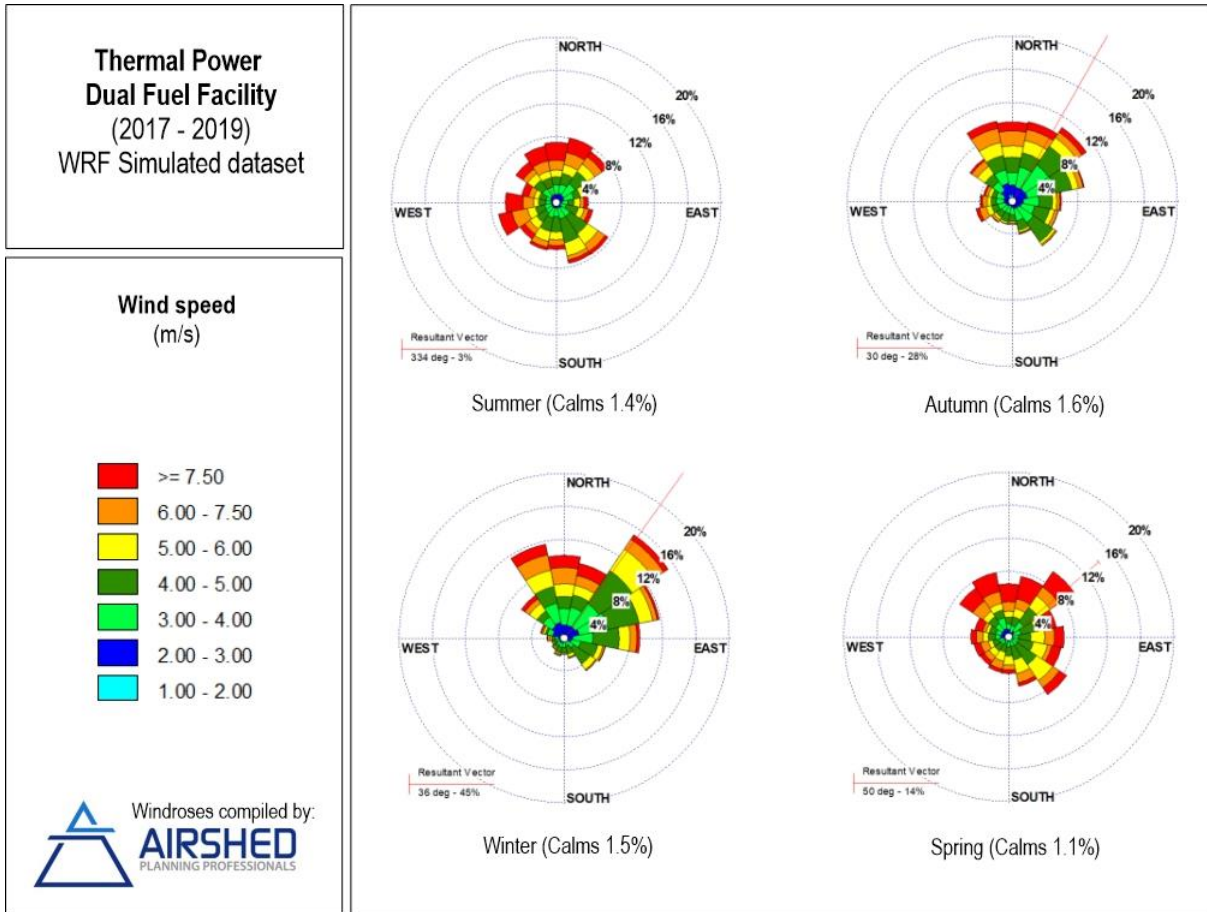 Thermal Power
Dual Fuel Facility
(2017 - 2019)
WRF Simulated dataset
Wind speed
(m/s)
>= 7.50
6.00 - 7.50
5.00 - 6.00
4.00 - 5.00
3.00 - 4.00
2.00 - 3.00
1.00 - 2.00
Windroses compiled by:
AIRSHED
PLANNING PROFESSIONALS
NORTH
20%
16%
12%
8%
4%
WEST
EAST
Resultant Vector
334 deg - 3%
SOUTH
Summer (Calms 1.4%)
NORTH
20%
16%
12%
8%
4%
WEST
EAST
Resultant Vector
30 deg - 28%
SOUTH
Autumn (Calms 1.6%)
NORTH
20%
16%
12%
8%
4%
WEST
EAST
Resultant Vector
36 deg - 45%
SOUTH
Winter (Calms 1.5%)
NORTH
20%
16%
12%
8%
4%
WEST
EAST
Resultant Vector
50 deg - 14%
SOUTH
Spring (Calms 1.1%)